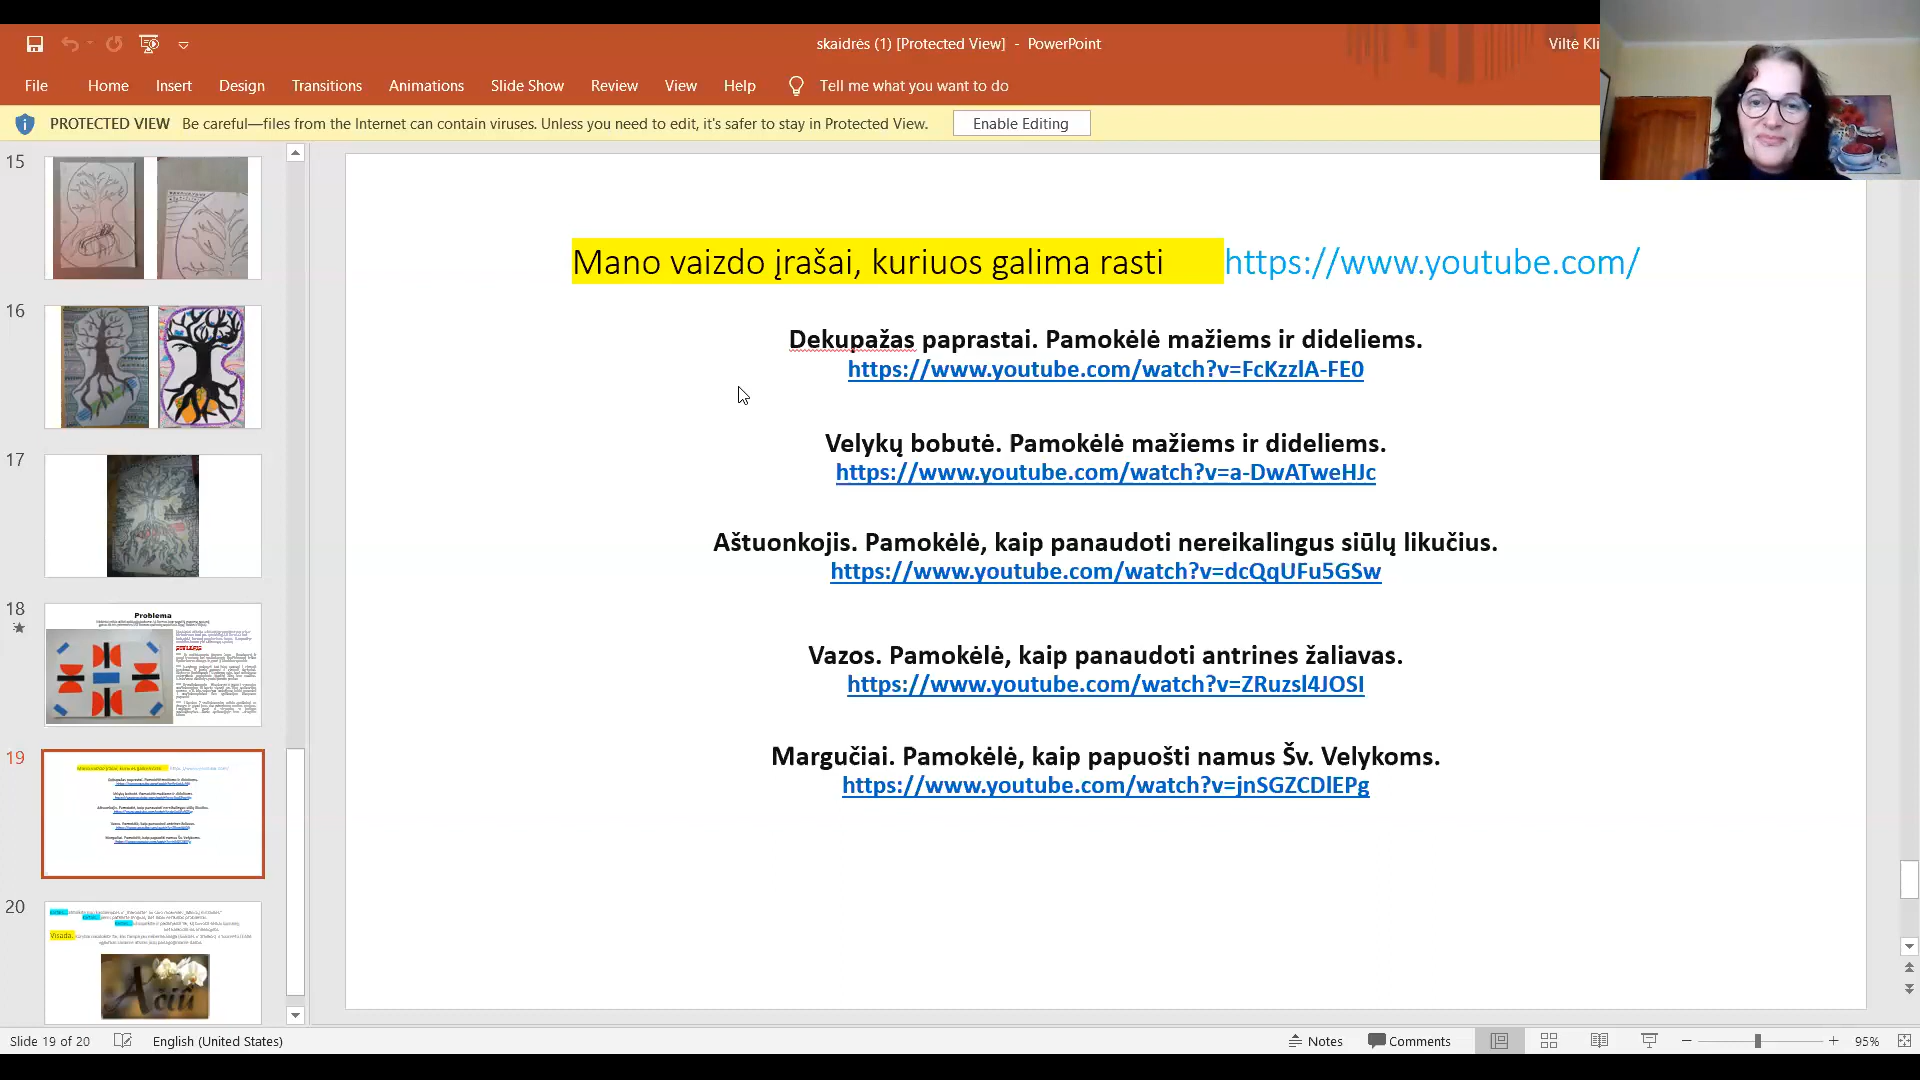 skaidrės (1) [Protected View] - PowerPoint
Viltė Kli
File Home Insert Design Transitions Animations Slide Show Review View Help Tell me what you want to do
PROTECTED VIEW Be careful—files from the Internet can contain viruses. Unless you need to edit, it's safer to stay in Protected View. Enable Editing
15
16
17
18
Problema
19
20
Visada.
Ačiū
Mano vaizdo įrašai, kuriuos galima rasti https://www.youtube.com/
Dekupažas paprastai. Pamokėlė mažiems ir dideliems.
https://www.youtube.com/watch?v=FcKzzlA-FE0
Velykų bobutė. Pamokėlė mažiems ir dideliems.
https://www.youtube.com/watch?v=a-DwATweHJc
Aštuonkojis. Pamokėlė, kaip panaudoti nereikalingus siūlų likučius.
https://www.youtube.com/watch?v=dcQqUFu5GSw
Vazos. Pamokėlė, kaip panaudoti antrines žaliavas.
https://www.youtube.com/watch?v=ZRuzsl4JOSI
Margučiai. Pamokėlė, kaip papuošti namus Šv. Velykoms.
https://www.youtube.com/watch?v=jnSGZCDlEPg
Slide 19 of 20 English (United States) Notes Comments 95%